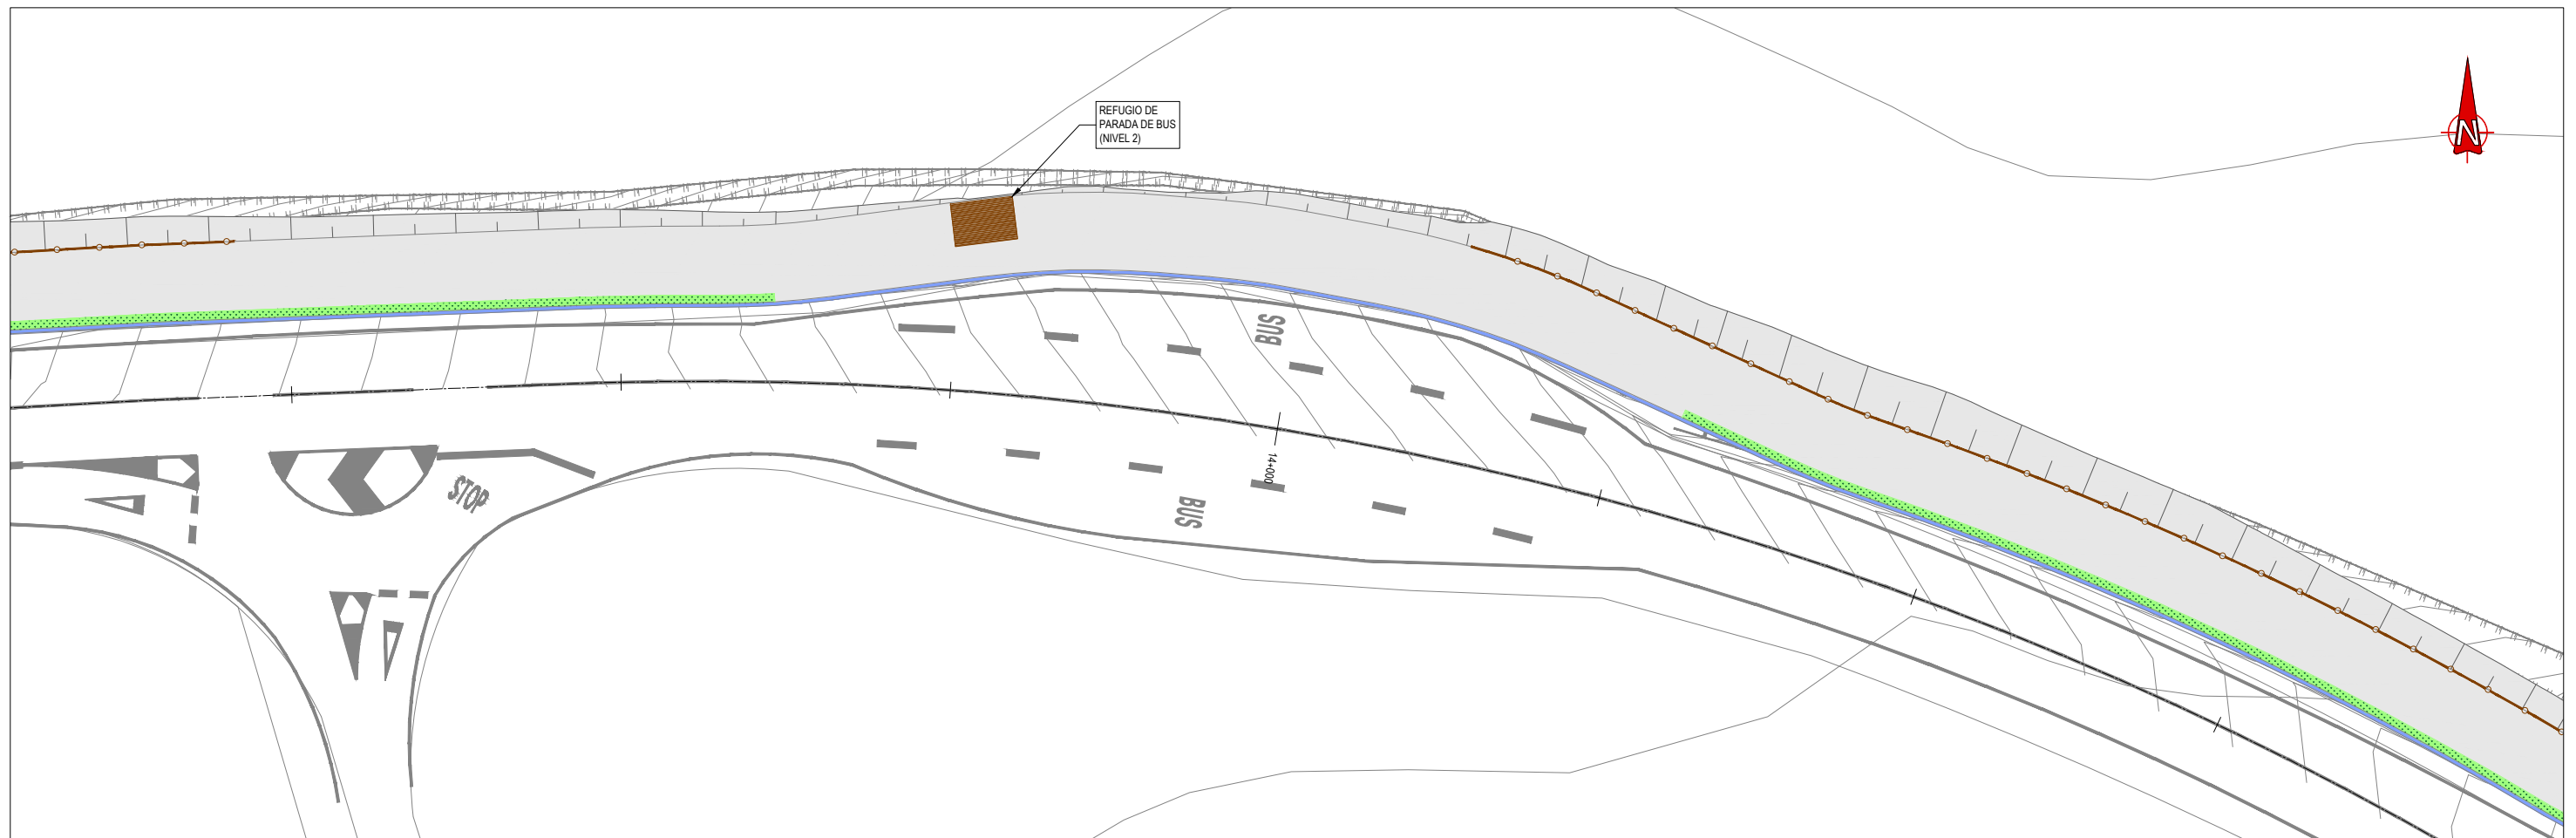 REFUGIO DE
PARADA DE BUS
(NIVEL 2)
N
BUS
14+000
STOP
BUS